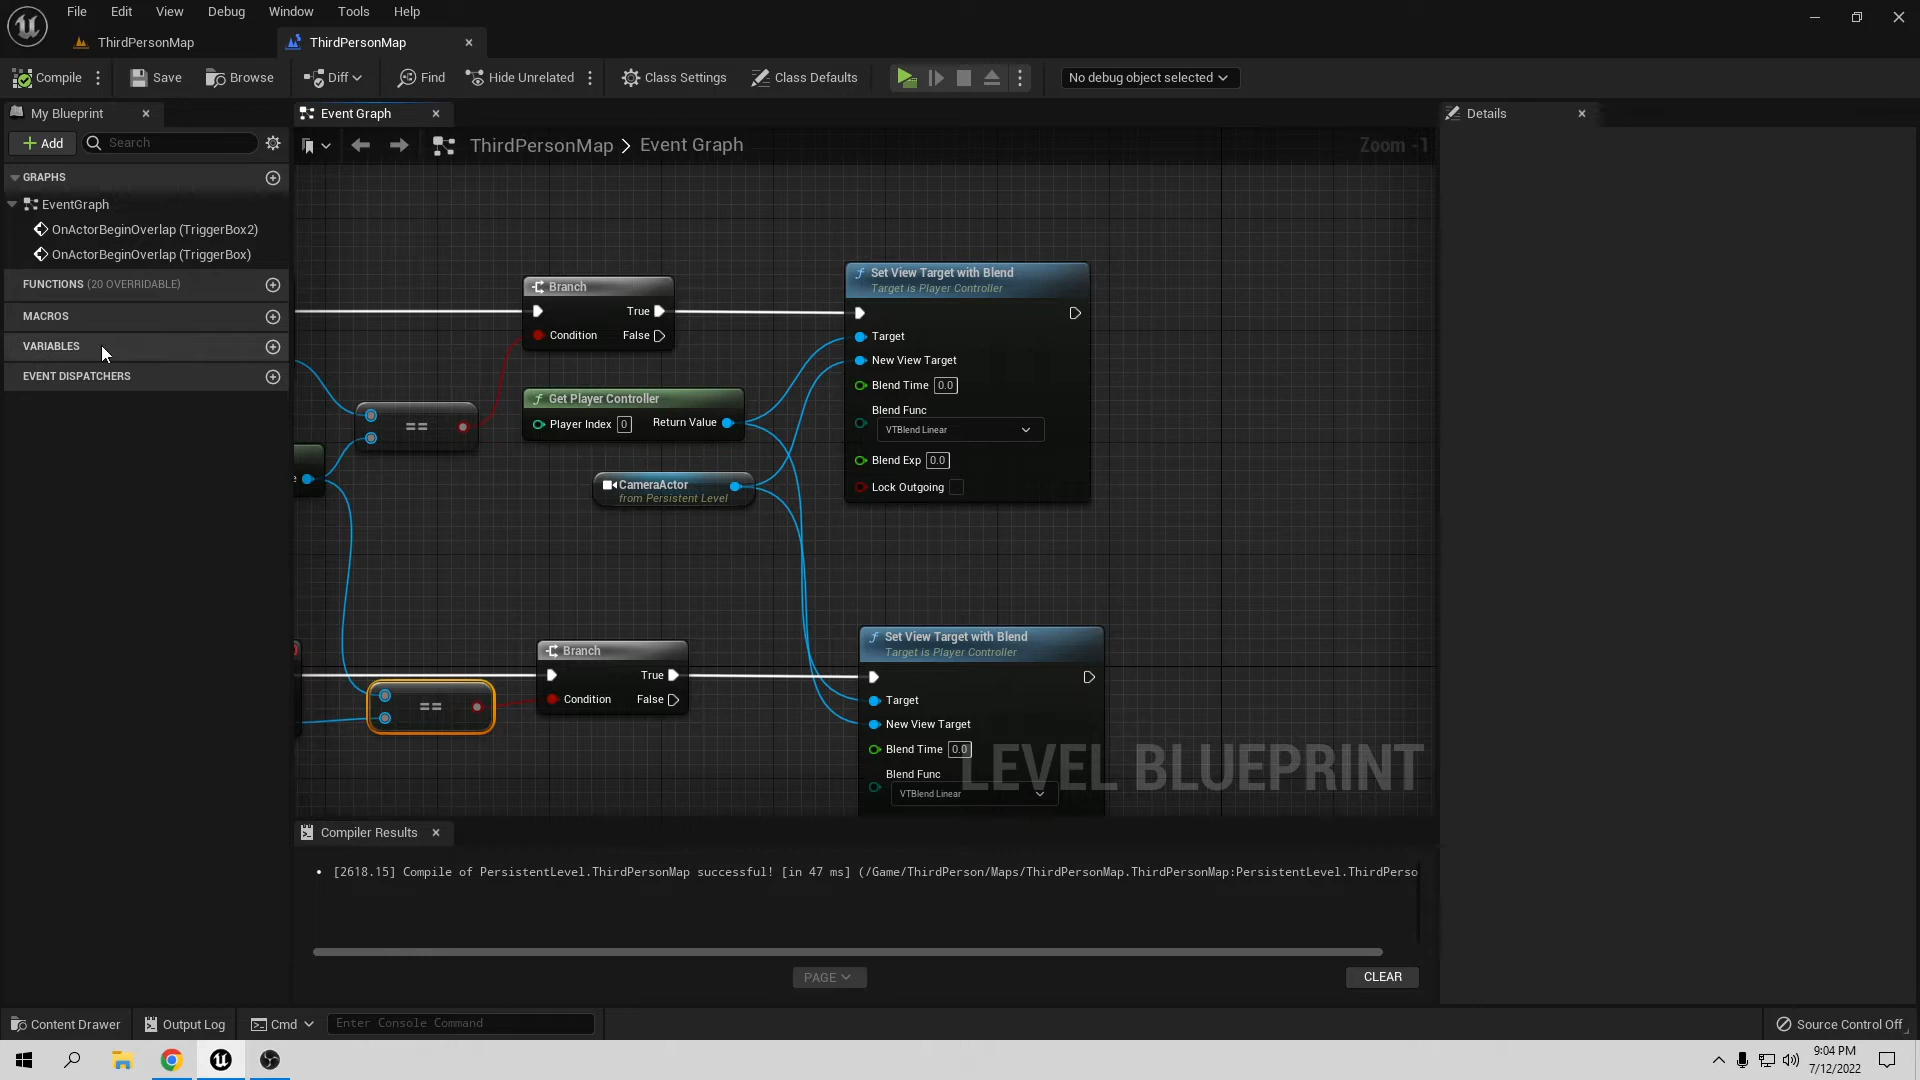 File Edit View Debug Window Tools Help
ThirdPersonMap ThirdPersonMap
Compile Save Browse Diff Find Hide Unrelated Class Settings Class Defaults No debug object selected
My Blueprint Event Graph Details
Add Search ThirdPersonMap > Event Graph Zoom -1
GRAPHS
EventGraph
OnActorBeginOverlap (TriggerBox2)
OnActorBeginOverlap (TriggerBox)
FUNCTIONS (20 OVERRIDABLE)
MACROS
VARIABLES
EVENT DISPATCHERS
Branch
True
Condition False
Get Player Controller
Player Index 0 Return Value
==
CameraActor
from Persistent Level
Set View Target with Blend
Target is Player Controller
Target
New View Target
Blend Time 0.0
Blend Func
VTBlend Linear
Blend Exp 0.0
Lock Outgoing
Branch
True
Condition False
==
Set View Target with Blend
Target is Player Controller
Target
New View Target
Blend Time 0.0
Blend Func
VTBlend Linear
LEVEL BLUEPRINT
Compiler Results
[2618.15] Compile of PersistentLevel.ThirdPersonMap successful! [in 47 ms] (/Game/ThirdPerson/Maps/ThirdPersonMap.ThirdPersonMap:PersistentLevel.ThirdPerso
PAGE CLEAR
Content Drawer Output Log Cmd Enter Console Command Source Control Off
9:04 PM
7/12/2022